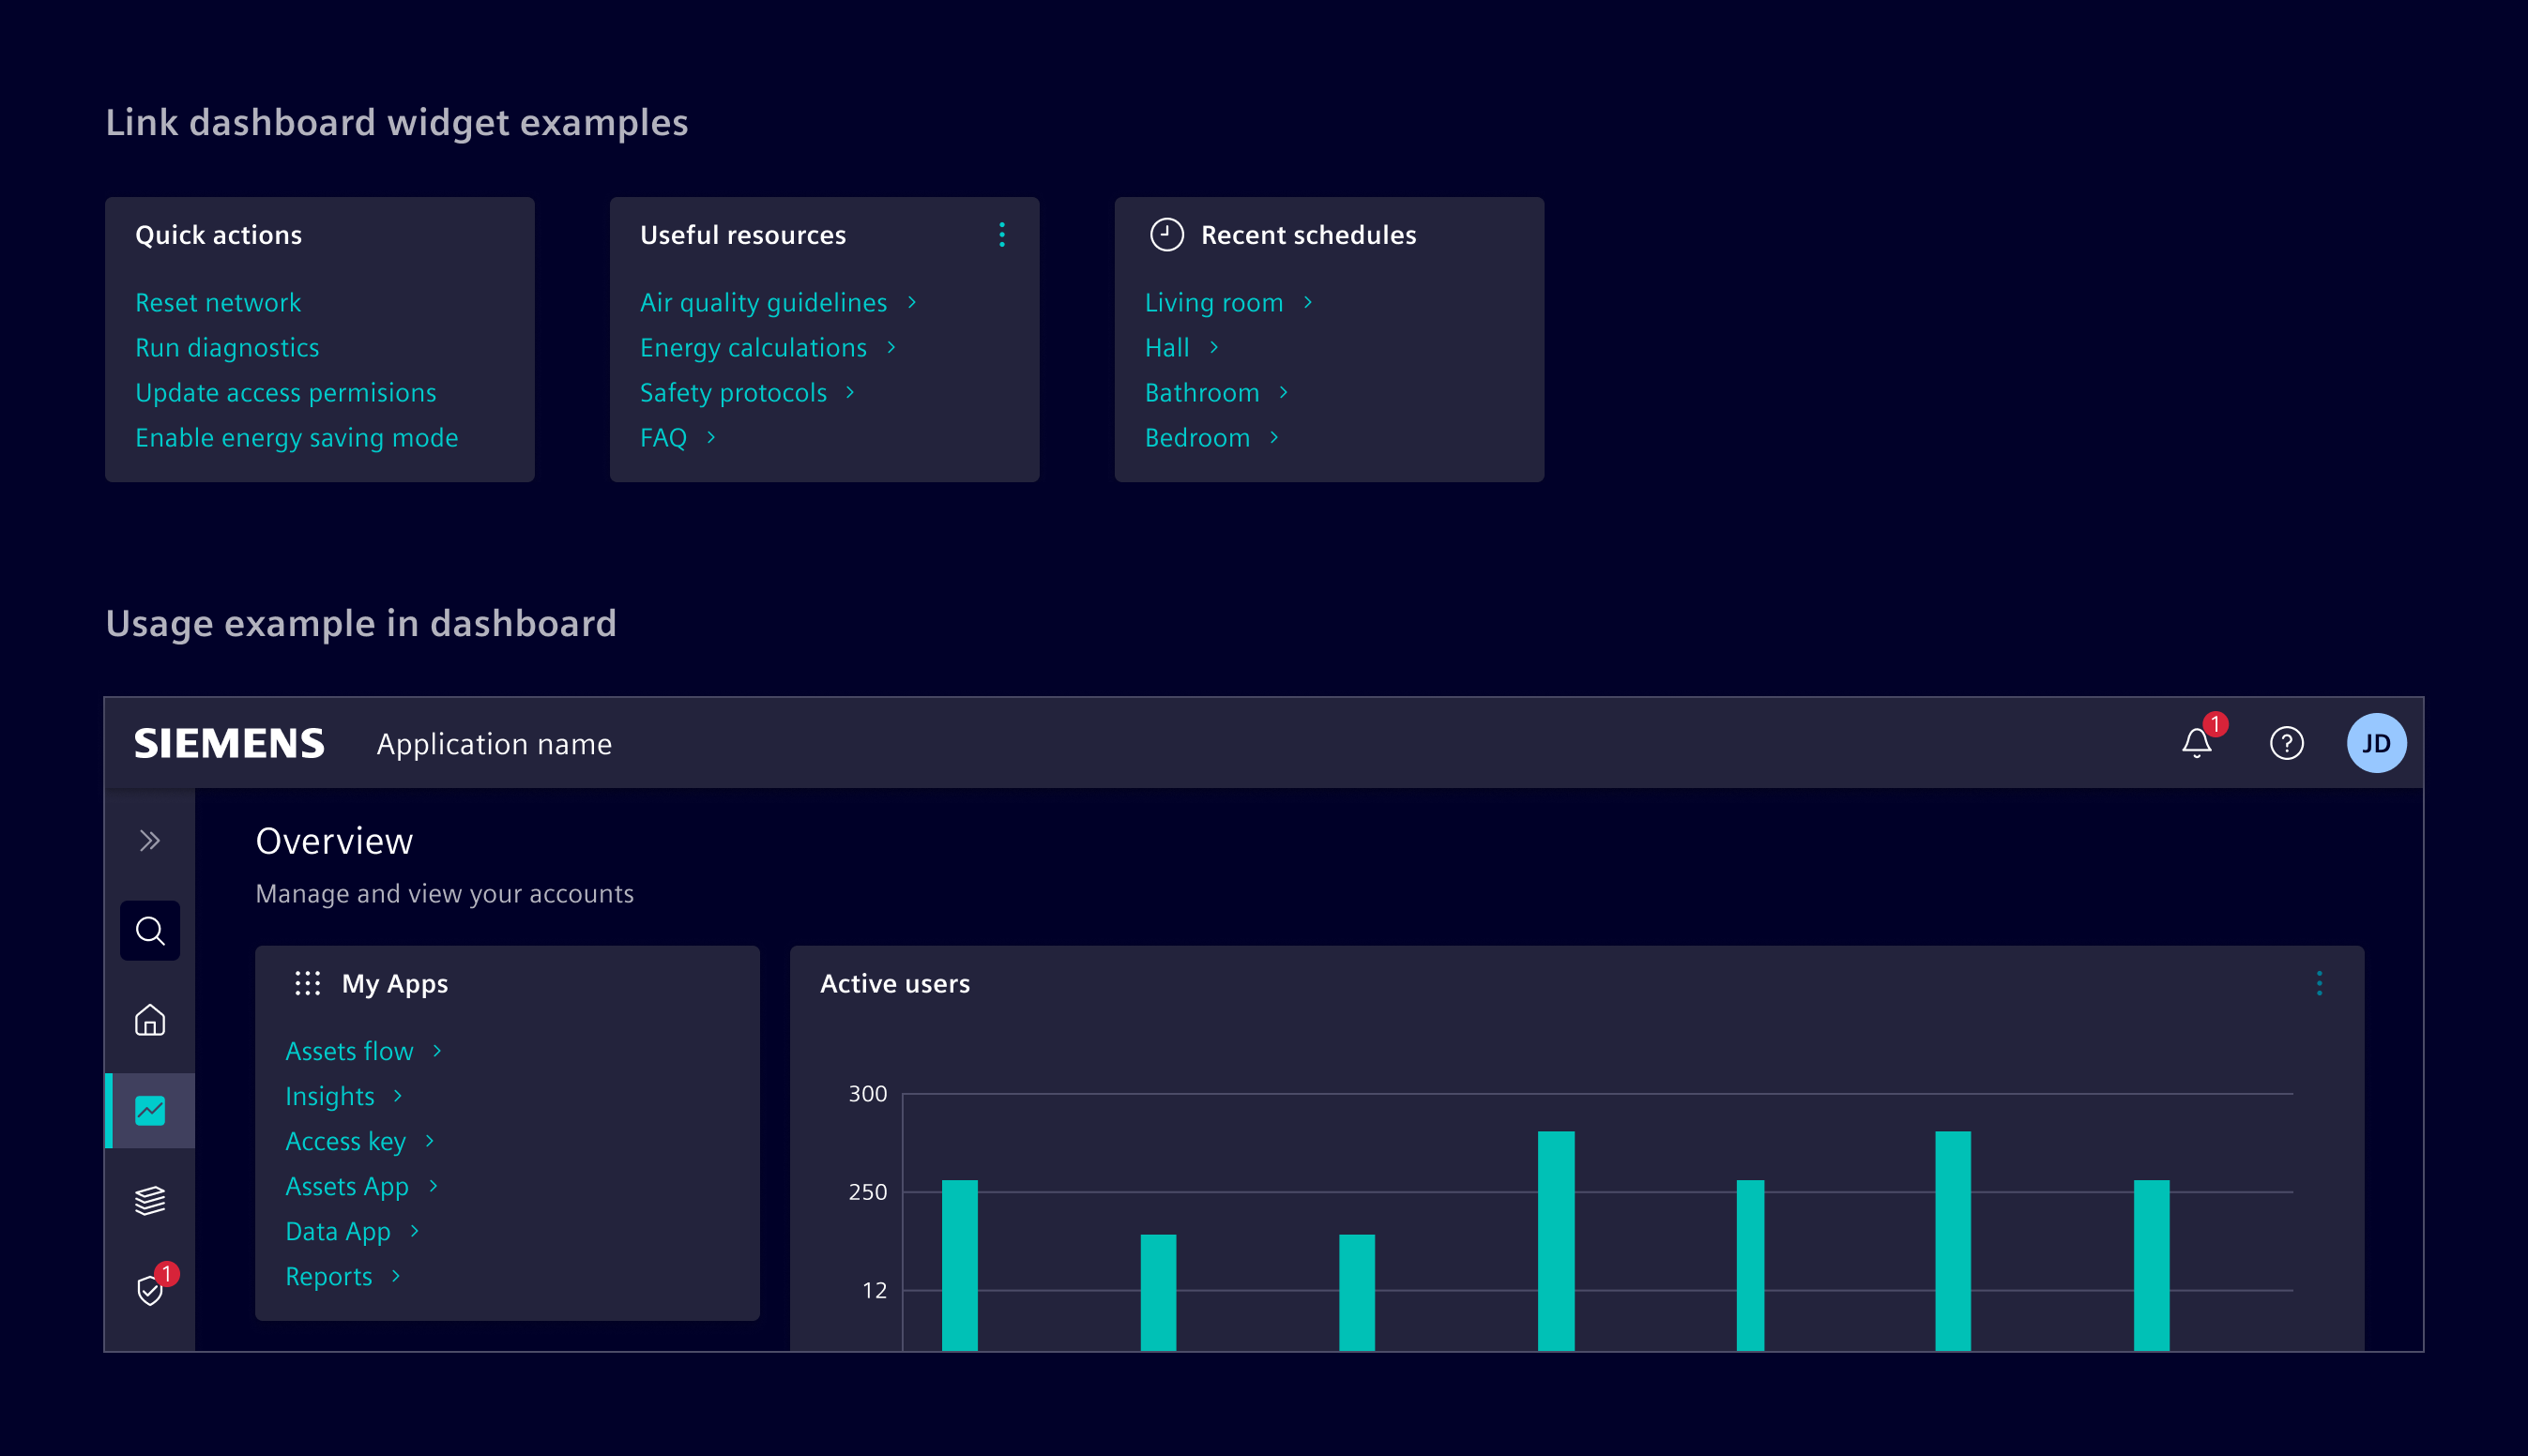 Link dashboard widget examples
Quick actions
Reset network
Run diagnostics
Update access permisions
Enable energy saving mode
Useful resources
Air quality guidelines
Energy calculations
Safety protocols
FAQ
Recent schedules
Living room
Hall
Bathroom
Bedroom
Usage example in dashboard
SIEMENS
Application name
1
?
JD
Overview
Manage and view your accounts
My Apps
Assets flow
Insights
Access key
Assets App
Data App
Reports
1
Active users
300
250
12